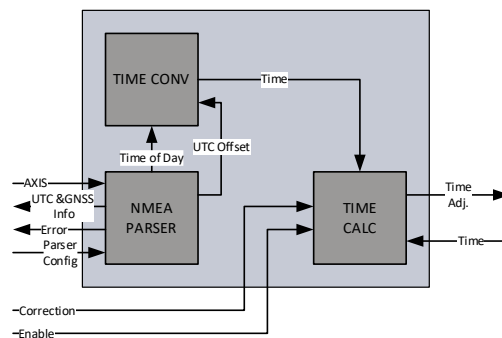 TIME CONV
Time
UTC Offset
Time of Day
AXIS
UTC &GNSS
Info
Error
Parser
Config
NMEA
PARSER
TIME
CALC
Time
Adj.
Time
Correction
Enable